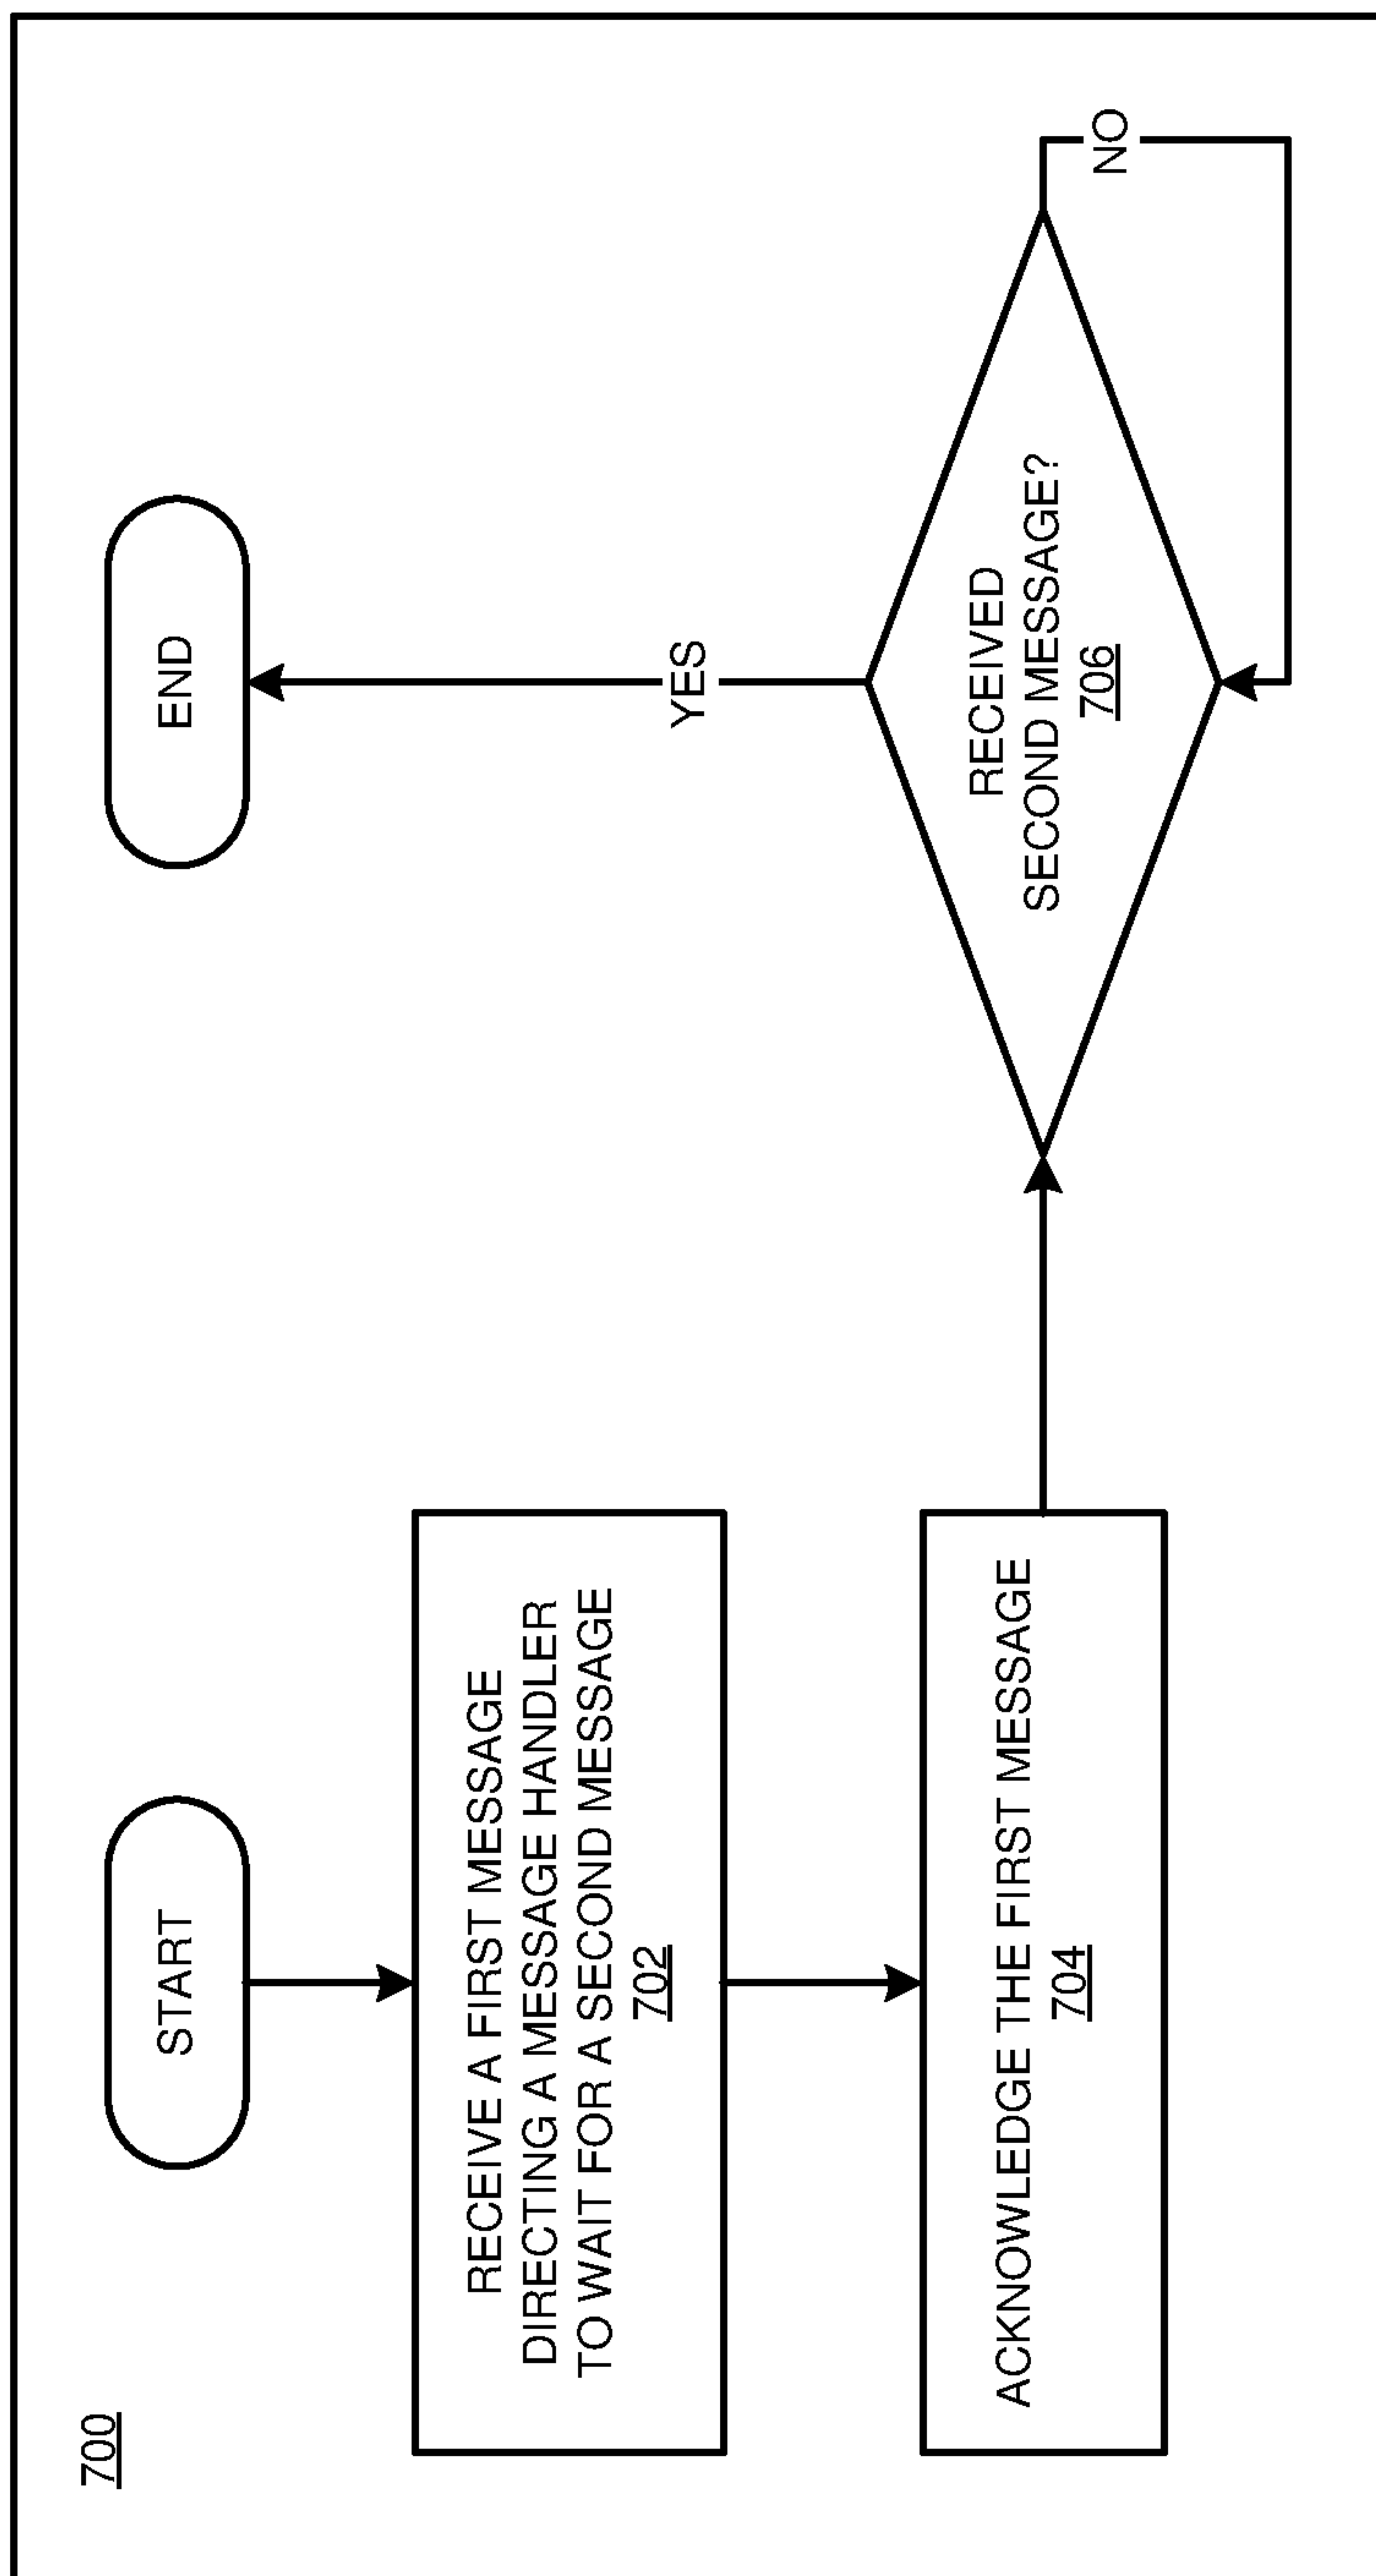 700
START
RECEIVE A FIRST MESSAGE
DIRECTING A MESSAGE HANDLER
TO WAIT FOR A SECOND MESSAGE
702
ACKNOWLEDGE THE FIRST MESSAGE
704
RECEIVED
SECOND MESSAGE?
706
NO
YES
END